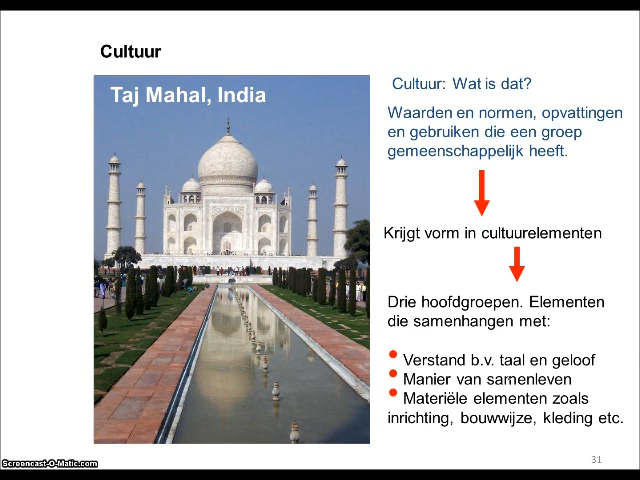 Cultuur
Taj Mahal, India
Cultuur: Wat is dat?
Waarden en normen, opvattingen
en gebruiken die een groep
gemeenschappelijk heeft.
Krijgt vorm in cultuurelementen
Drie hoofdgroepen. Elementen
die samenhangen met:
• Verstand b.v. taal en geloof
• Manier van samenleven
• Materiële elementen zoals
inrichting, bouwwijze, kleding etc.
31
Screencast-O-Matic.com